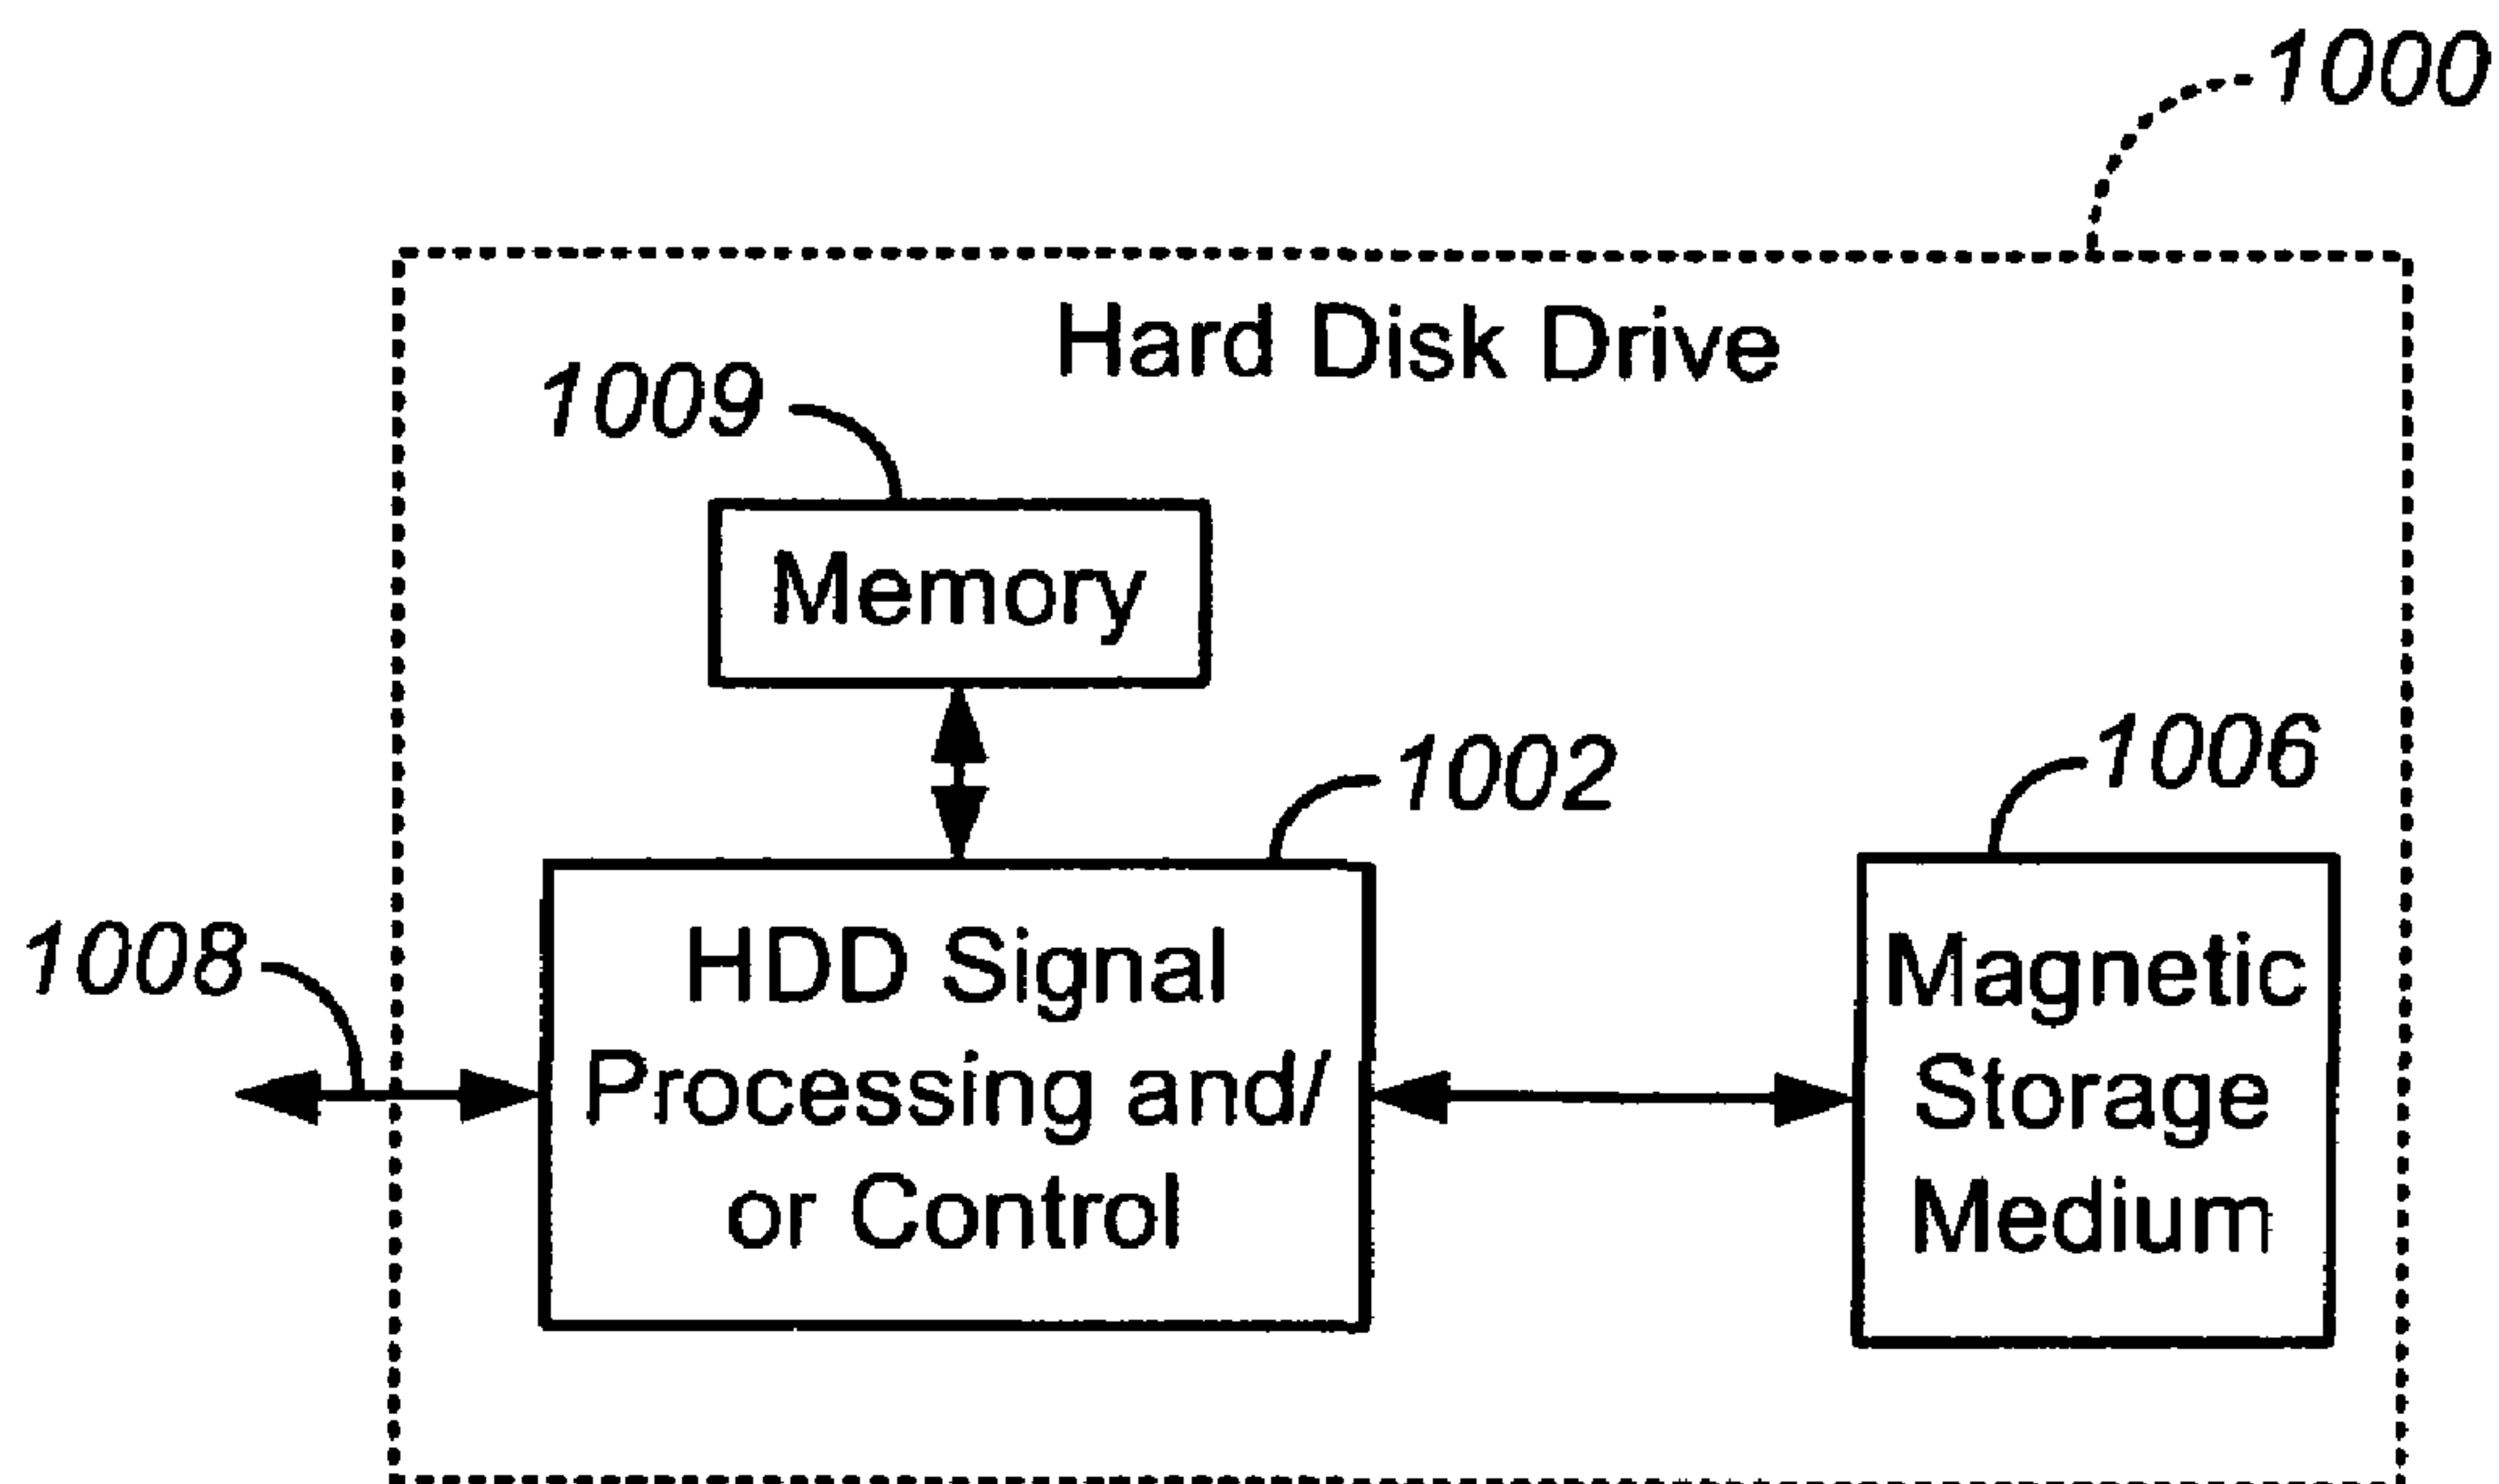 1000
Hard Disk Drive
1009
Memory
1002
1006
1008
HDD Signal
Processing and/
or Control
Magnetic
Storage
Medium